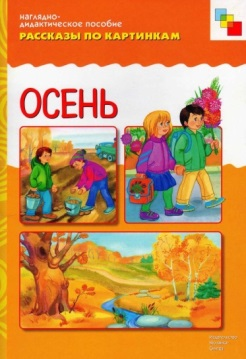 НАГЛЯДНО-
ДИДАКТИЧЕСКОЕ ПОСОБИЕ
РАССКАЗЫ ПО КАРТИНКАМ
ОСЕНЬ